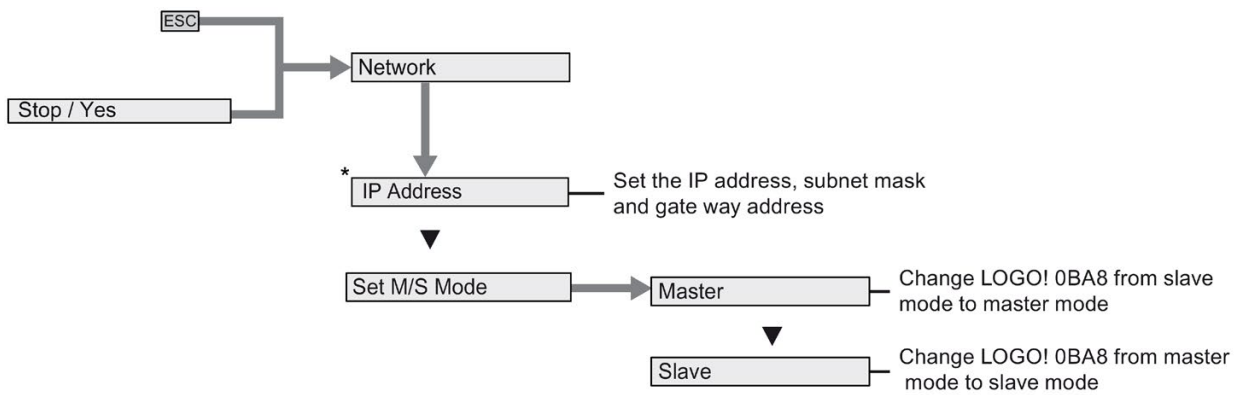 ESC
Network
Stop / Yes
*
IP Address
Set the IP address, subnet mask
and gate way address
Set M/S Mode
Master
Change LOGO! 0BA8 from slave
mode to master mode
Slave
Change LOGO! 0BA8 from master
mode to slave mode